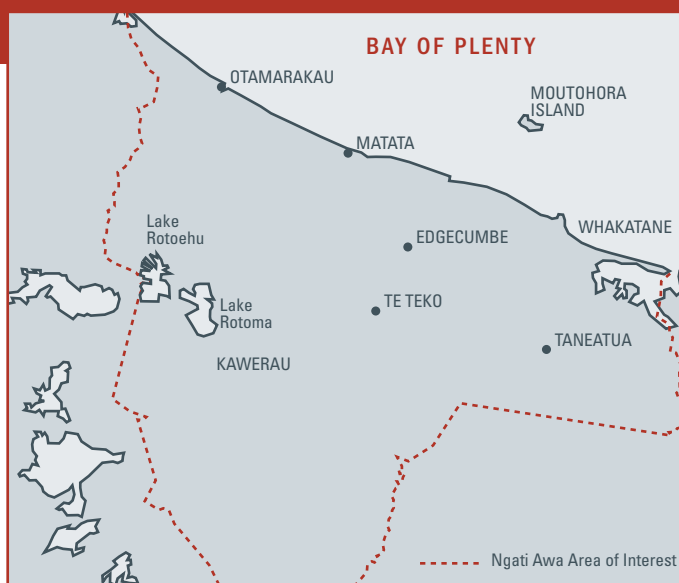 BAY OF PLENTY
OTAMARAKAU
MOUTOHORA
ISLAND
MATATA
Lake
Rotoehu
EDGECUMBE
WHAKATANE
Lake
Rotoma
TE TEKO
TANEATUA
KAWERAU
Ngati Awa Area of Interest